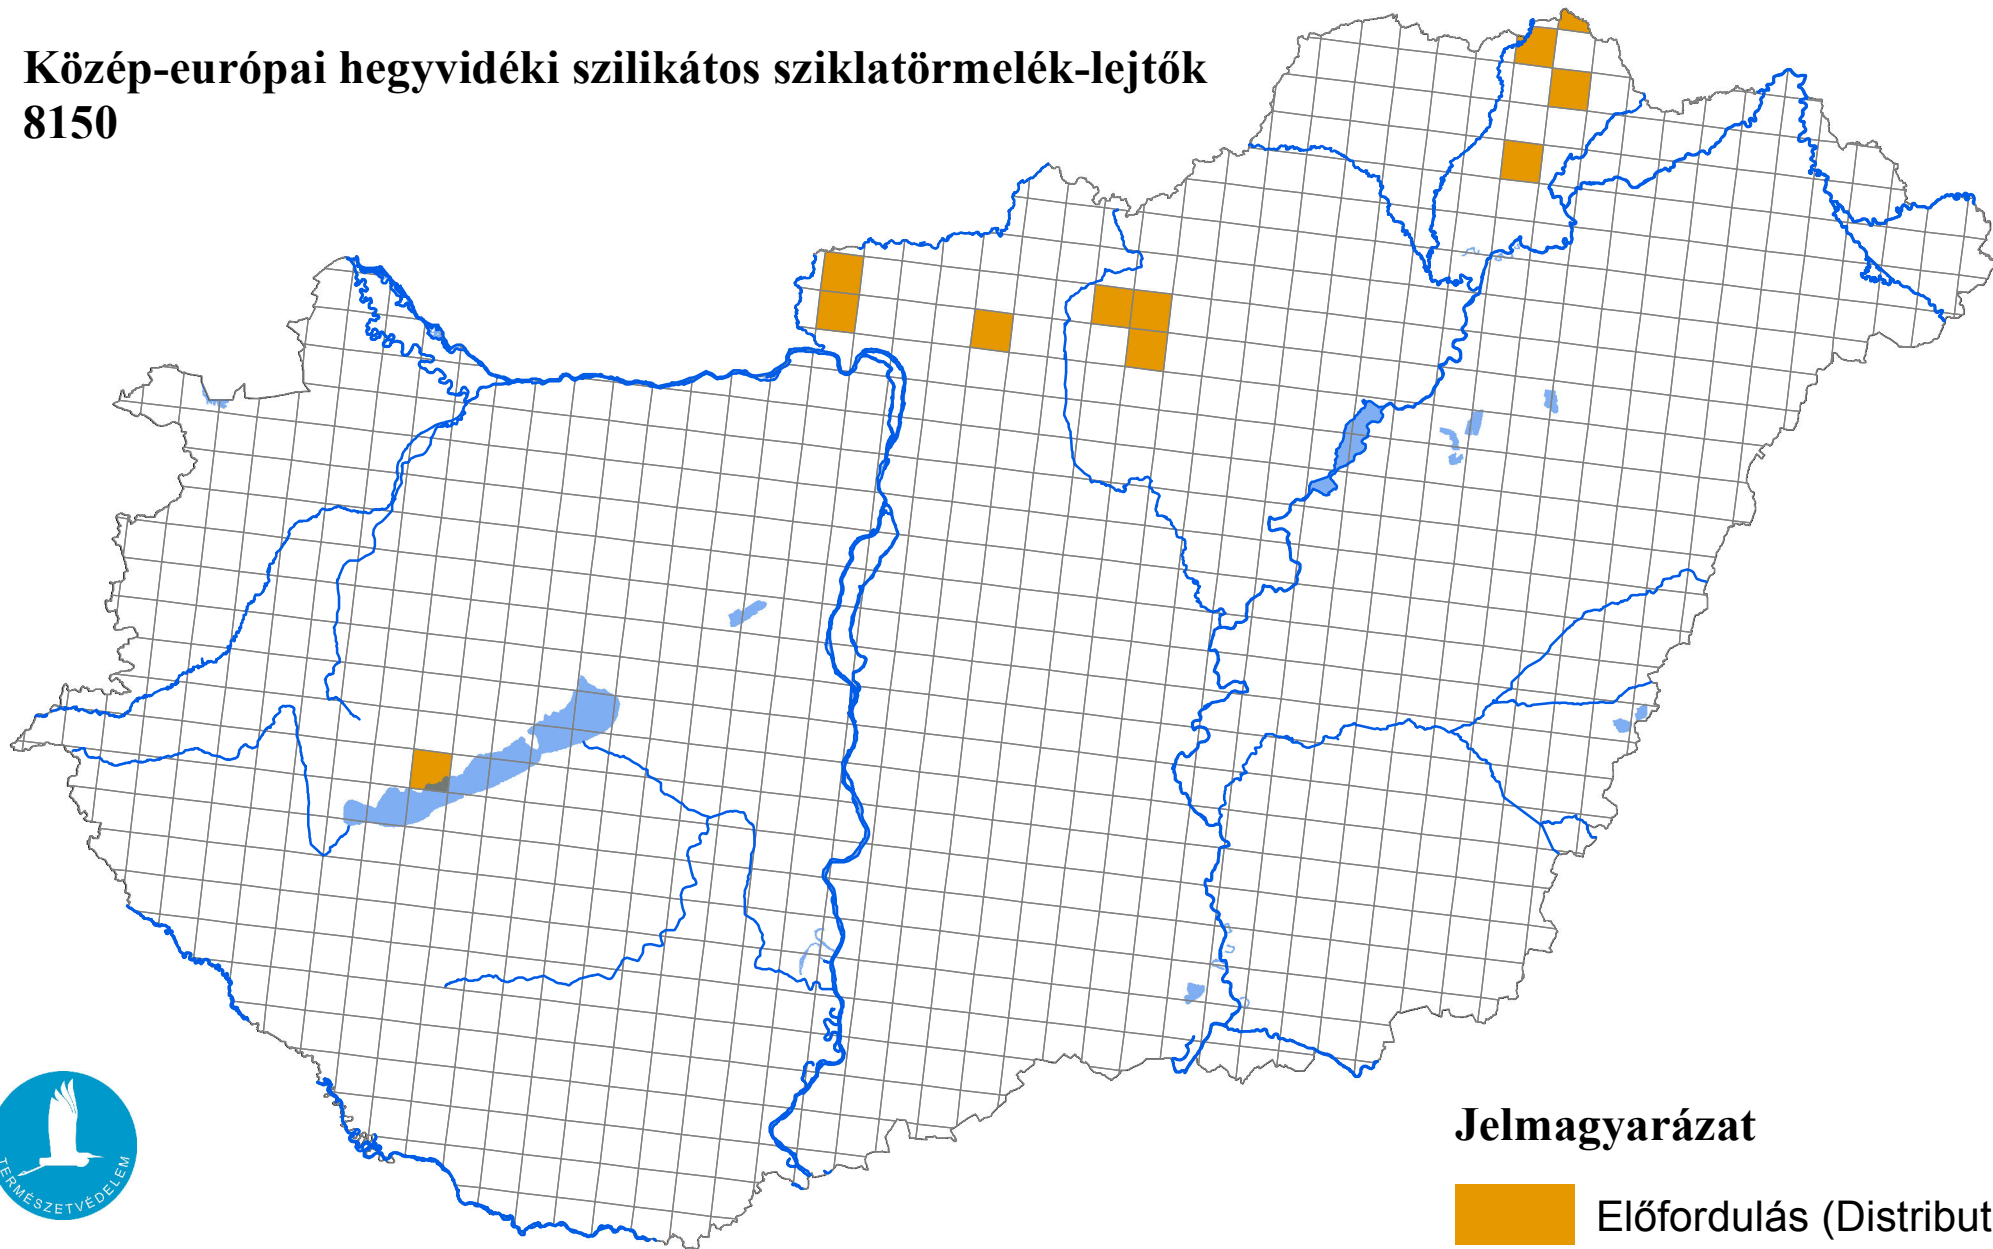 Közép-európai hegyvidéki szilikátos sziklatörmelék-lejtők
8150
TERMÉSZETVÉDELEM
Jelmagyarázat
Előfordulás (Distribut